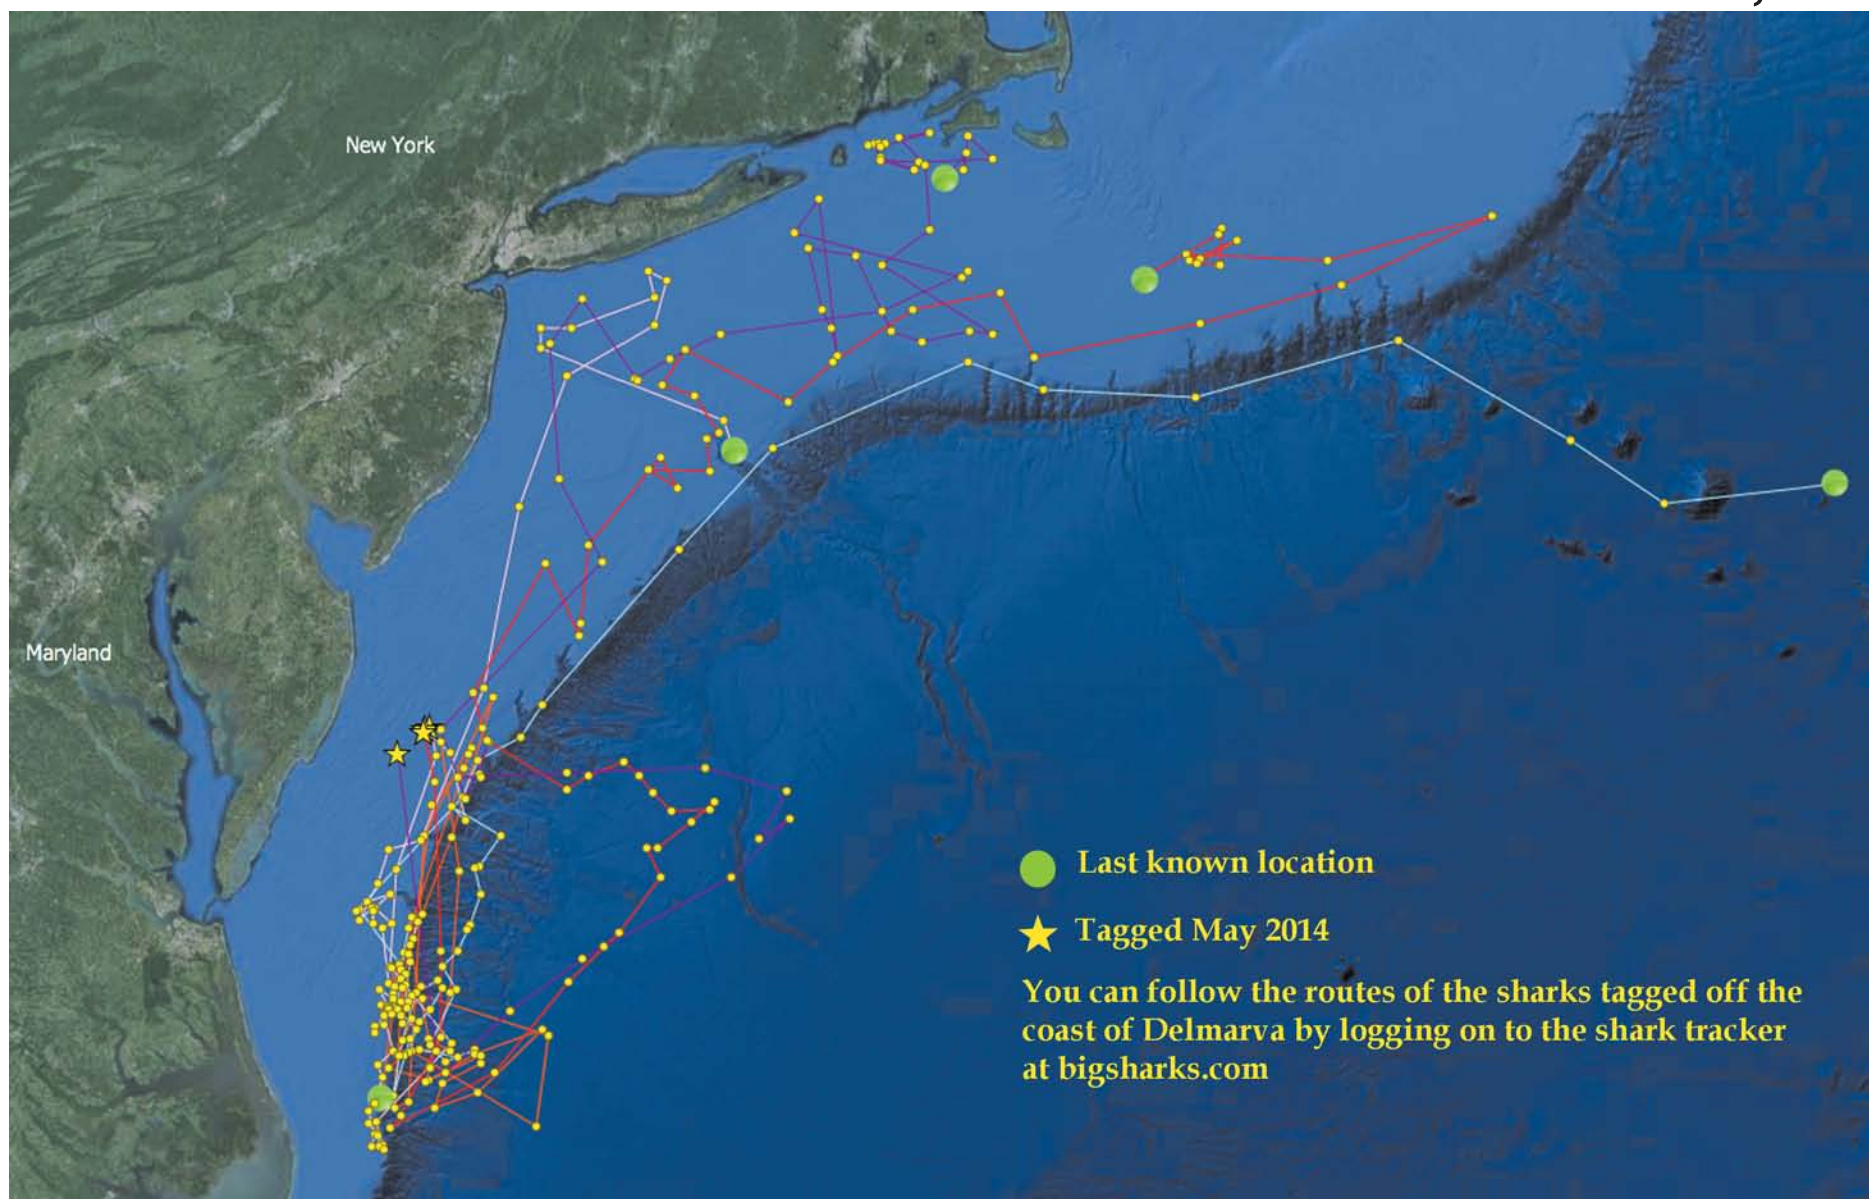 New York
Maryland
Last known location
Tagged May 2014
You can follow the routes of the sharks tagged off the
coast of Delmarva by logging on to the shark tracker
at bigsharks.com